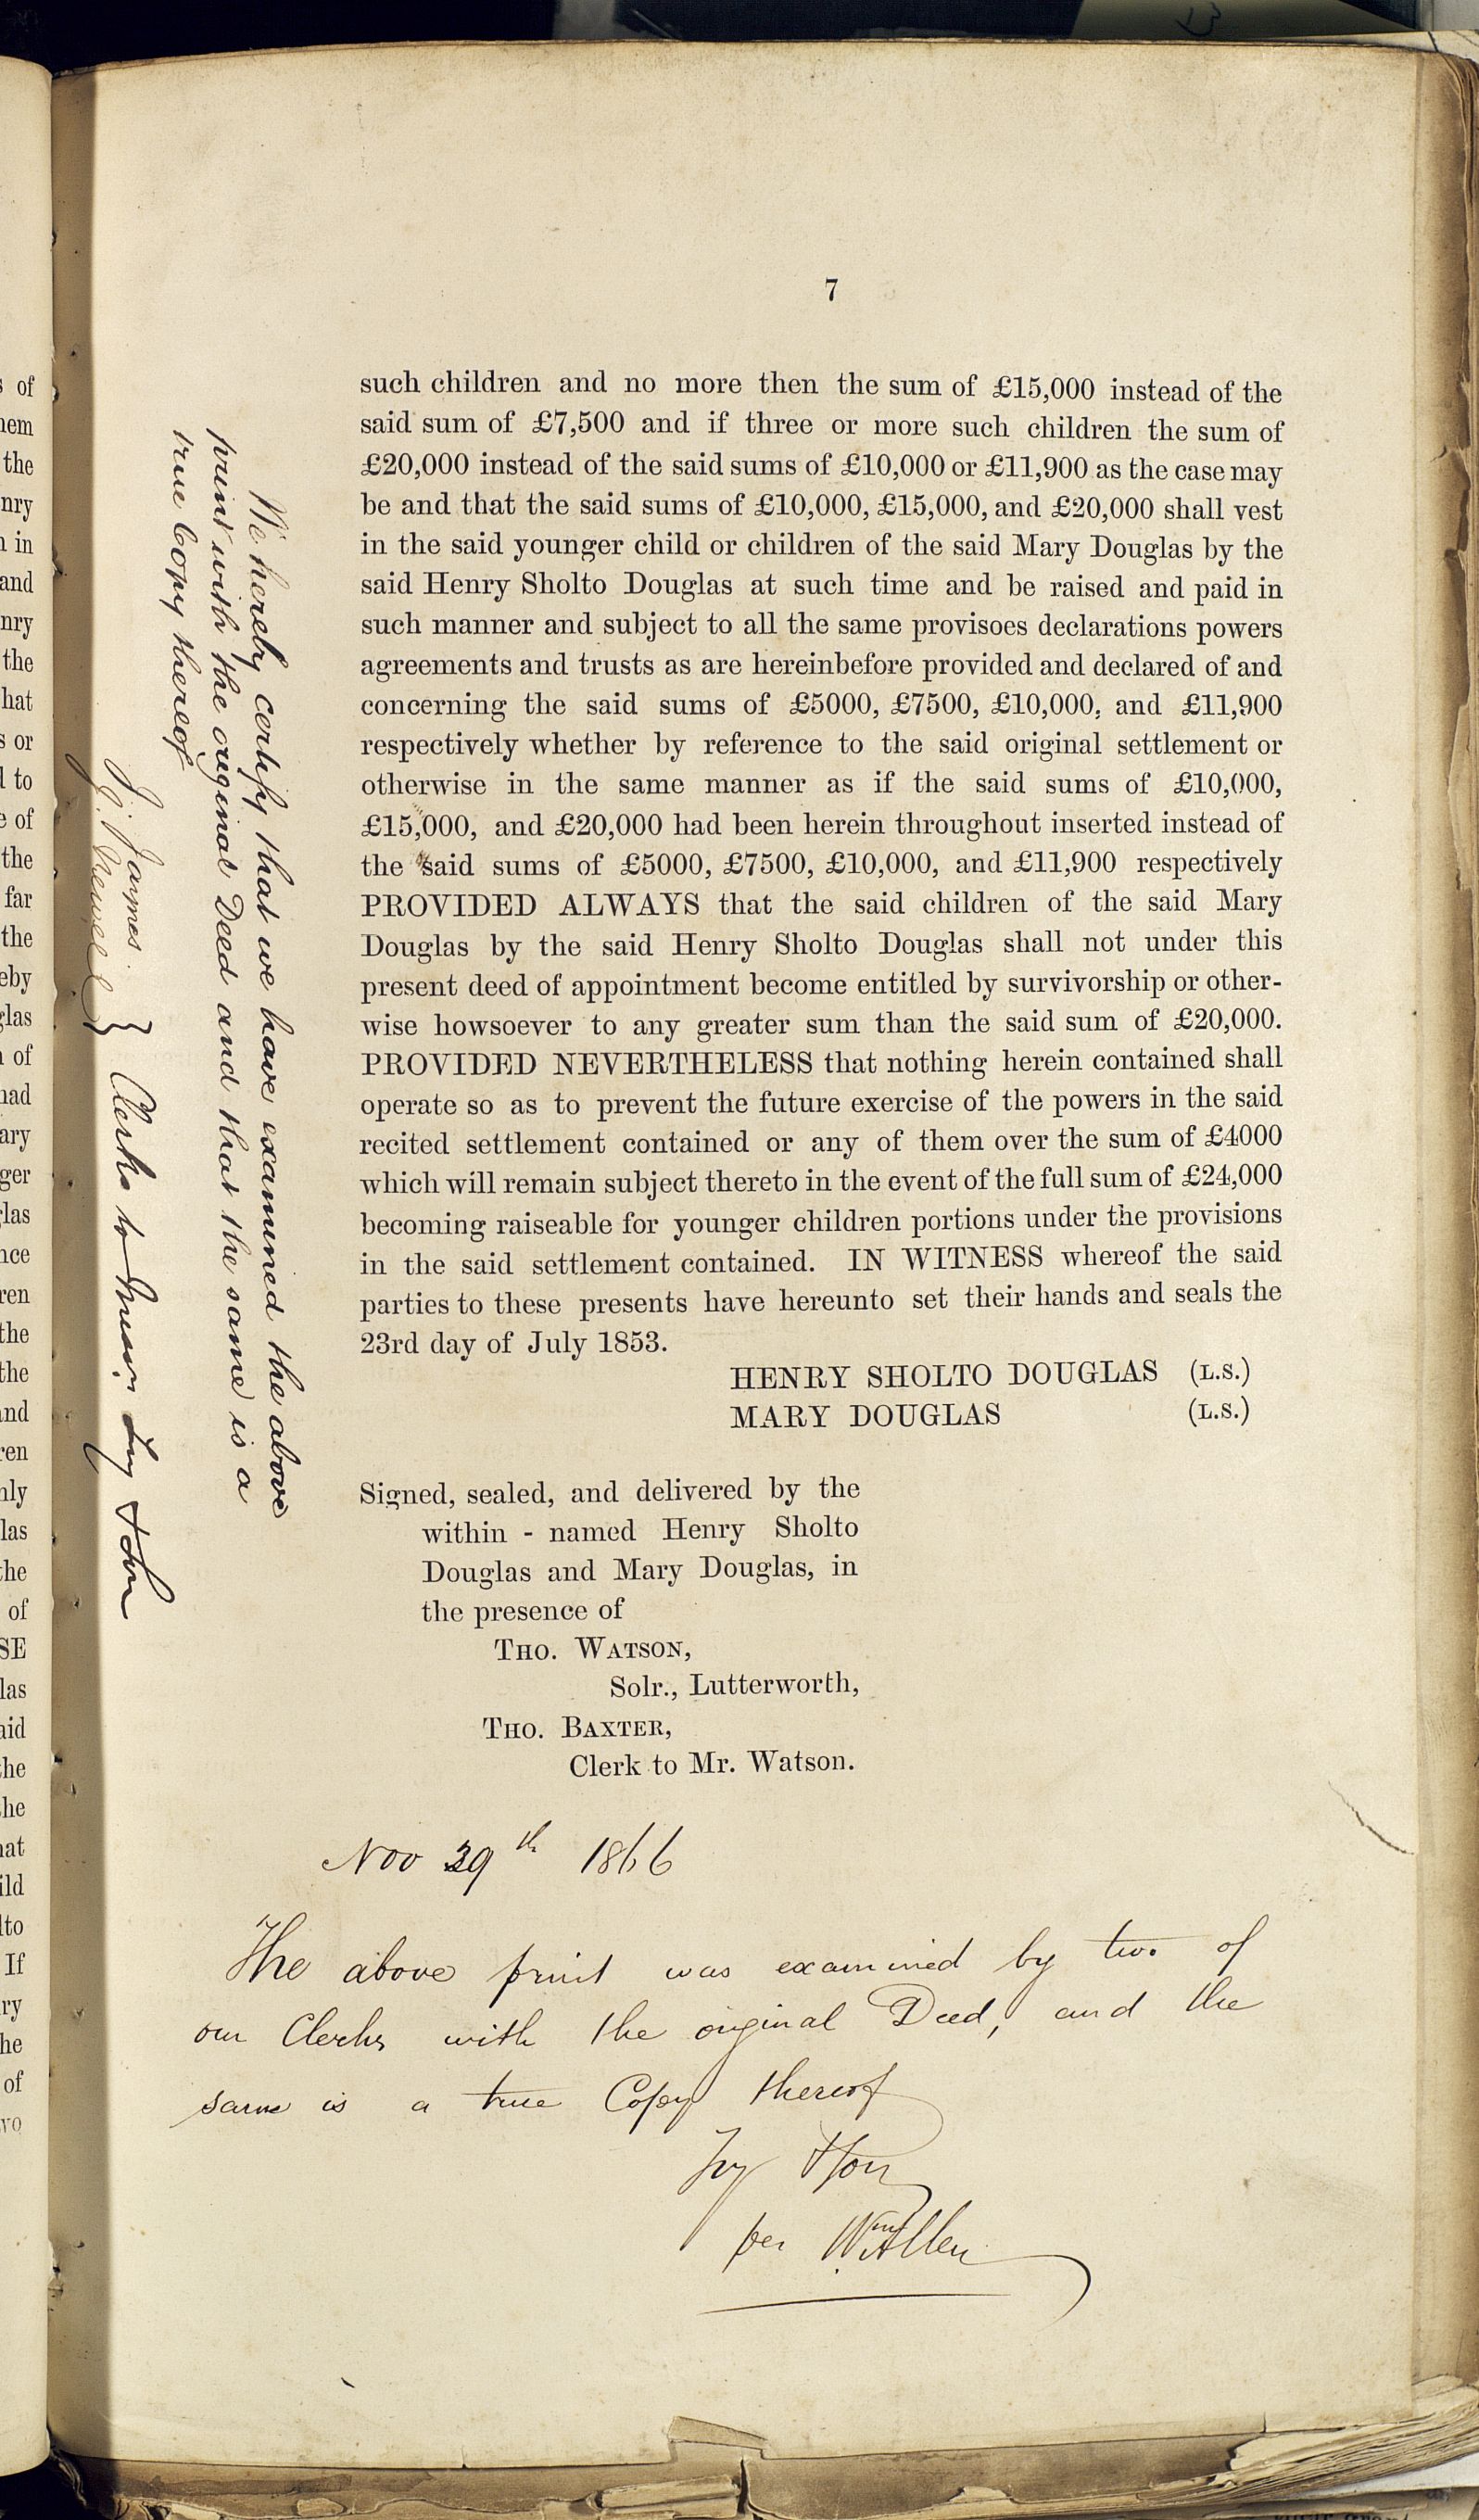 7
such children and no more then the sum of £15,000 instead of the
said sum of £7,500 and if three or more such children the sum of
£20,000 instead of the said sums of £10,000 or £11,900 as the case may
be and that the said sums of £10,000, £15,000, and £20,000 shall vest
in the said younger child or children of the said Mary Douglas by the
said Henry Sholto Douglas at such time and be raised and paid in
such manner and subject to all the same provisoes declarations powers
agreements and trusts as are hereinbefore provided and declared of and
concerning the said sums of £5000, £7500, £10,000, and £11,900
respectively whether by reference to the said original settlement or
otherwise in the same manner as if the said sums of £10,000,
£15,000, and £20,000 had been herein throughout inserted instead of
the said sums of £5000, £7500, £10,000, and £11,900 respectively
PROVIDED ALWAYS that the said children of the said Mary
Douglas by the said Henry Sholto Douglas shall not under this
present deed of appointment become entitled by survivorship or other-
wise howsoever to any greater sum than the said sum of £20,000.
PROVIDED NEVERTHELESS that nothing herein contained shall
operate so as to prevent the future exercise of the powers in the said
recited settlement contained or any of them over the sum of £4000
which will remain subject thereto in the event of the full sum of £24,000
becoming raiseable for younger children portions under the provisions
in the said settlement contained. IN WITNESS whereof the said
parties to these presents have hereunto set their hands and seals the
23rd day of July 1853.
HENRY SHOLTO DOUGLAS (L.S.)
MARY DOUGLAS (L.S.)
Signed, sealed, and delivered by the
within - named Henry Sholto
Douglas and Mary Douglas, in
the presence of
THO. WATSON,
Solr., Lutterworth,
THO. BAXTER,
Clerk to Mr. Watson.
Nov 29th 1866
The above print was examined by two of
our Clerks with the original Deed, and the
same is a true Copy thereof
& Son
per Wm Allen
We hereby certify that we have examined the above
print with the original Deed and that the same is a
true Copy thereof
J. James
J. Newell } Clerks to Messrs & Son